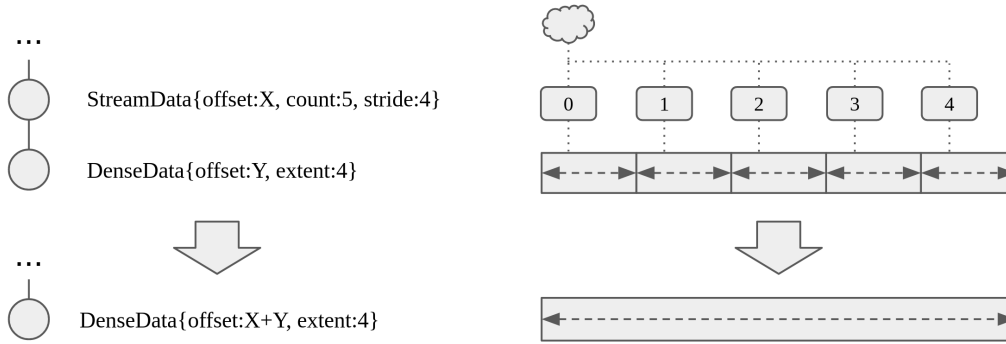 ...
StreamData{offset:X, count:5, stride:4}
0 1 2 3 4
DenseData{offset:Y, extent:4}
...
DenseData{offset:X+Y, extent:4}